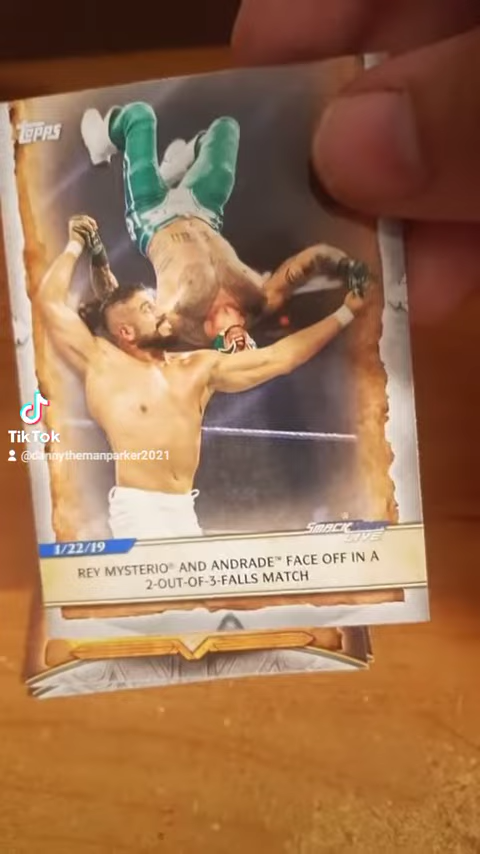 Topps
TikTok
@dannythemanparker2021
SMACKDOWN
LIVE
1/22/19
REY MYSTERIO® AND ANDRADE™ FACE OFF IN A
2-OUT-OF-3-FALLS MATCH